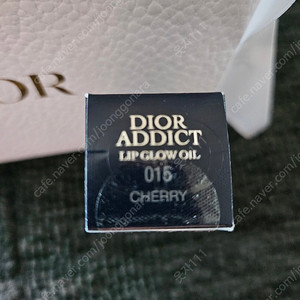 OR
DIOR
ADDICT
LIP GLOW OIL
015
CHERRY